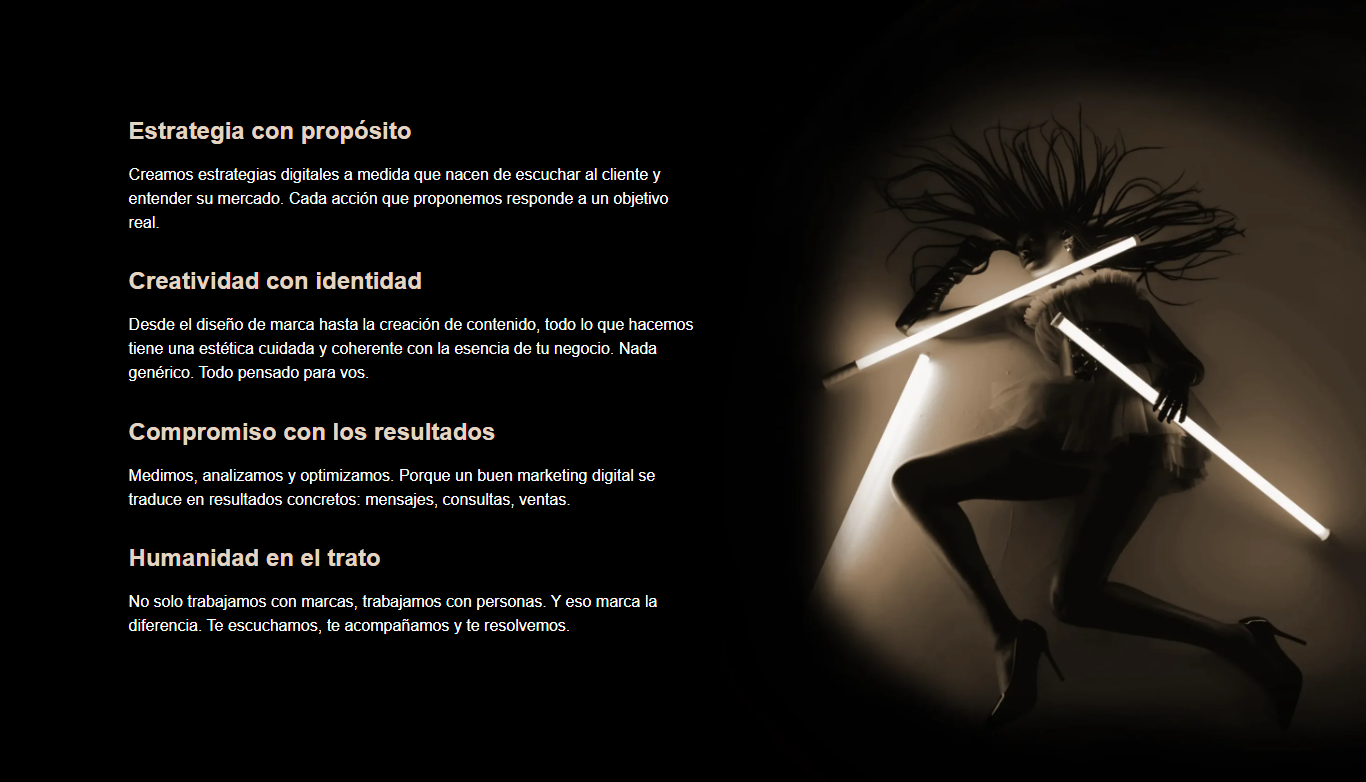 Estrategia con propósito
Creamos estrategias digitales a medida que nacen de escuchar al cliente y
entender su mercado. Cada acción que proponemos responde a un objetivo
real.
Creatividad con identidad
Desde el diseño de marca hasta la creación de contenido, todo lo que hacemos
tiene una estética cuidada y coherente con la esencia de tu negocio. Nada
genérico. Todo pensado para vos.
Compromiso con los resultados
Medimos, analizamos y optimizamos. Porque un buen marketing digital se
traduce en resultados concretos: mensajes, consultas, ventas.
Humanidad en el trato
No solo trabajamos con marcas, trabajamos con personas. Y eso marca la
diferencia. Te escuchamos, te acompañamos y te resolvemos.